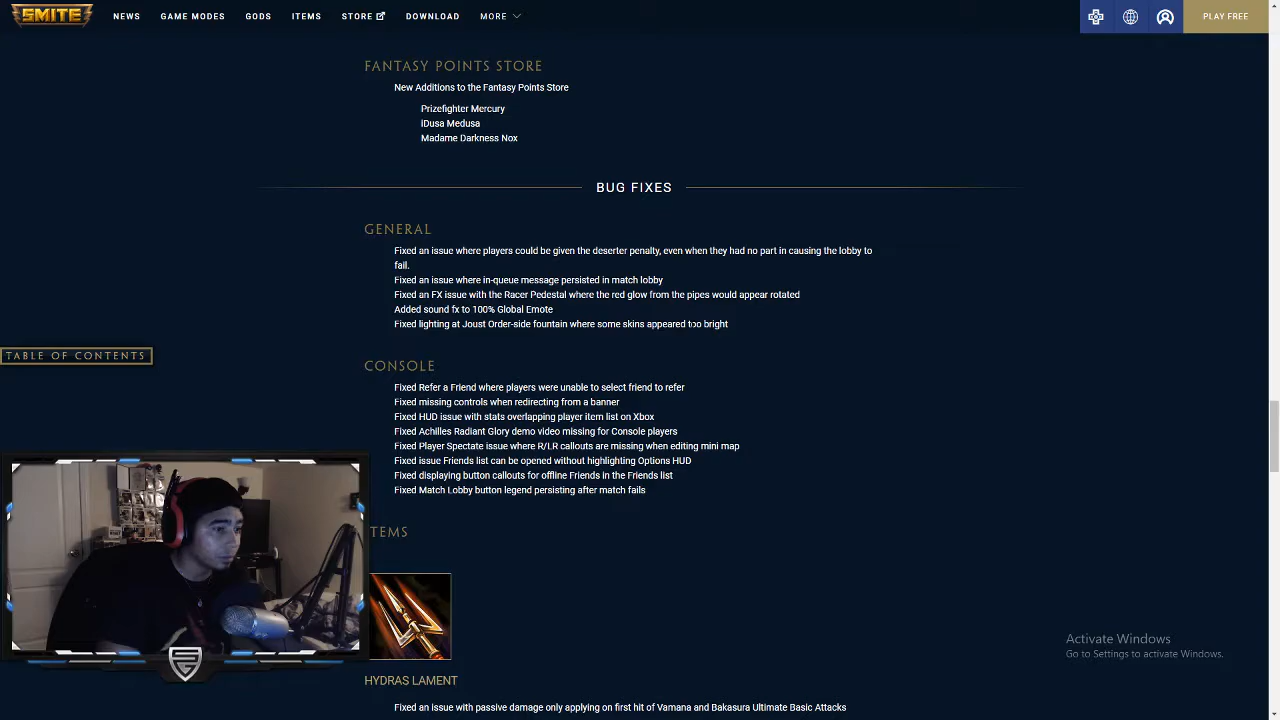 SMITE
NEWS
GAME MODES
GODS
ITEMS
STORE
DOWNLOAD
MORE
PLAY FREE
FANTASY POINTS STORE
New Additions to the Fantasy Points Store
Prizefighter Mercury
iDusa Medusa
Madame Darkness Nox
BUG FIXES
GENERAL
Fixed an issue where players could be given the deserter penalty, even when they had no part in causing the lobby to
fail.
Fixed an issue where in-queue message persisted in match lobby
Fixed an FX issue with the Racer Pedestal where the red glow from the pipes would appear rotated
Added sound fx to 100% Global Emote
Fixed lighting at Joust Order-side fountain where some skins appeared too bright
TABLE OF CONTENTS
CONSOLE
Fixed Refer a Friend where players were unable to select friend to refer
Fixed missing controls when redirecting from a banner
Fixed HUD issue with stats overlapping player item list on Xbox
Fixed Achilles Radiant Glory demo video missing for Console players
Fixed Player Spectate issue where R/LR callouts are missing when editing mini map
Fixed issue Friends list can be opened without highlighting Options HUD
Fixed displaying button callouts for offline Friends in the Friends list
Fixed Match Lobby button legend persisting after match fails
TEMS
Activate Windows
Go to Settings to activate Windows.
HYDRAS LAMENT
Fixed an issue with passive damage only applying on first hit of Vamana and Bakasura Ultimate Basic Attacks